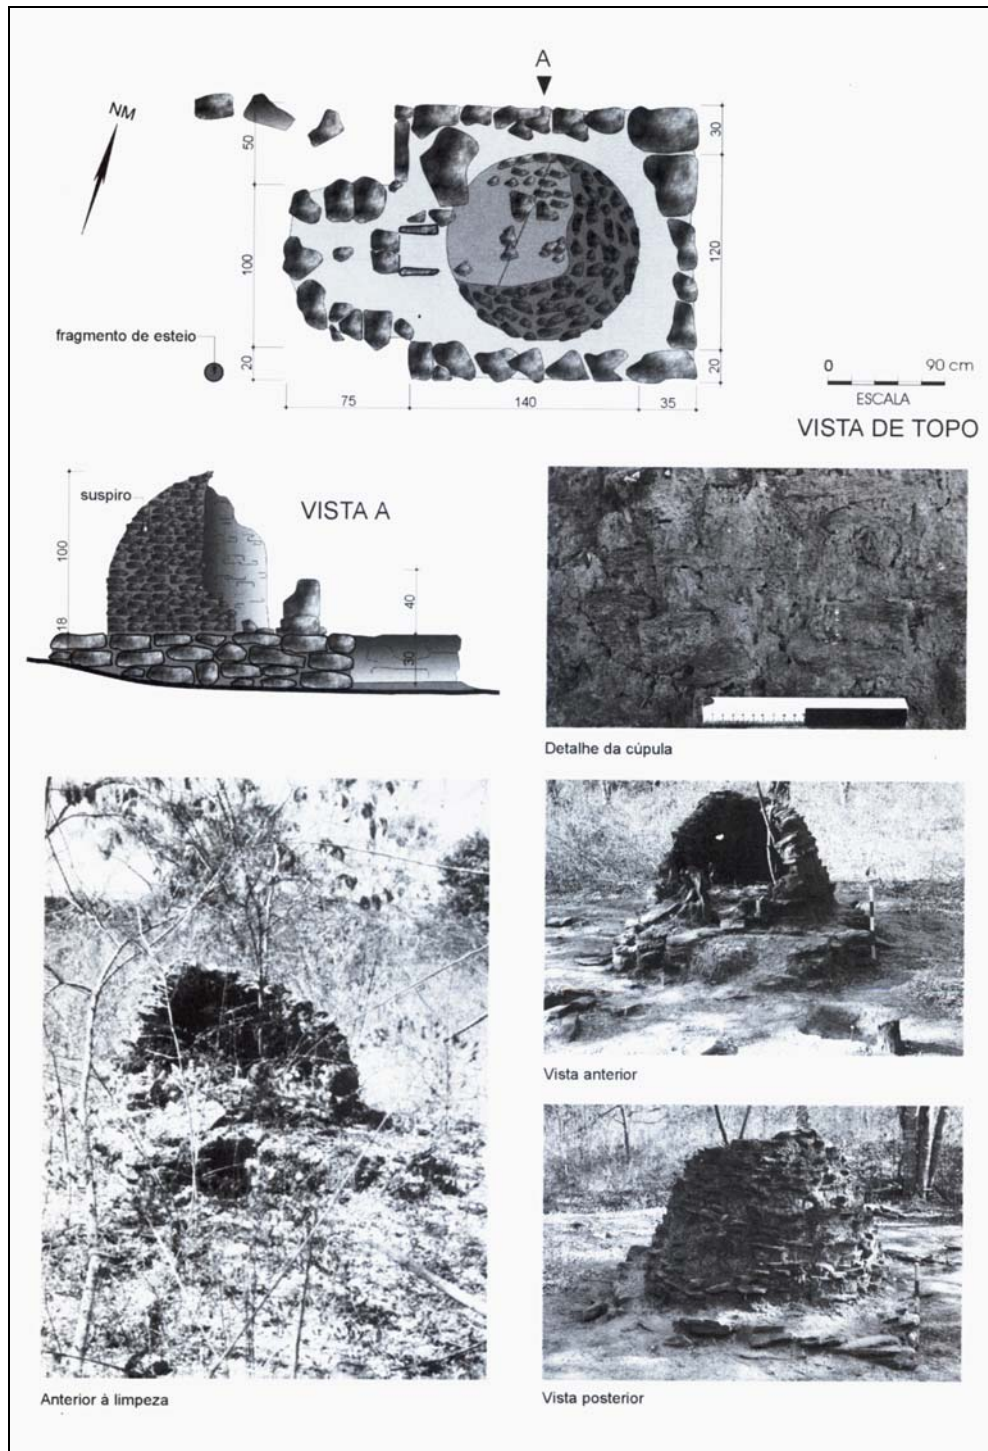 A
NM
50
100
20
30
120
20
fragmento de esteio
75
140
35
0 90 cm
ESCALA
VISTA DE TOPO
suspiro
VISTA A
100
18
40
30
Detalhe da cúpula
Vista anterior
Anterior à limpeza
Vista posterior